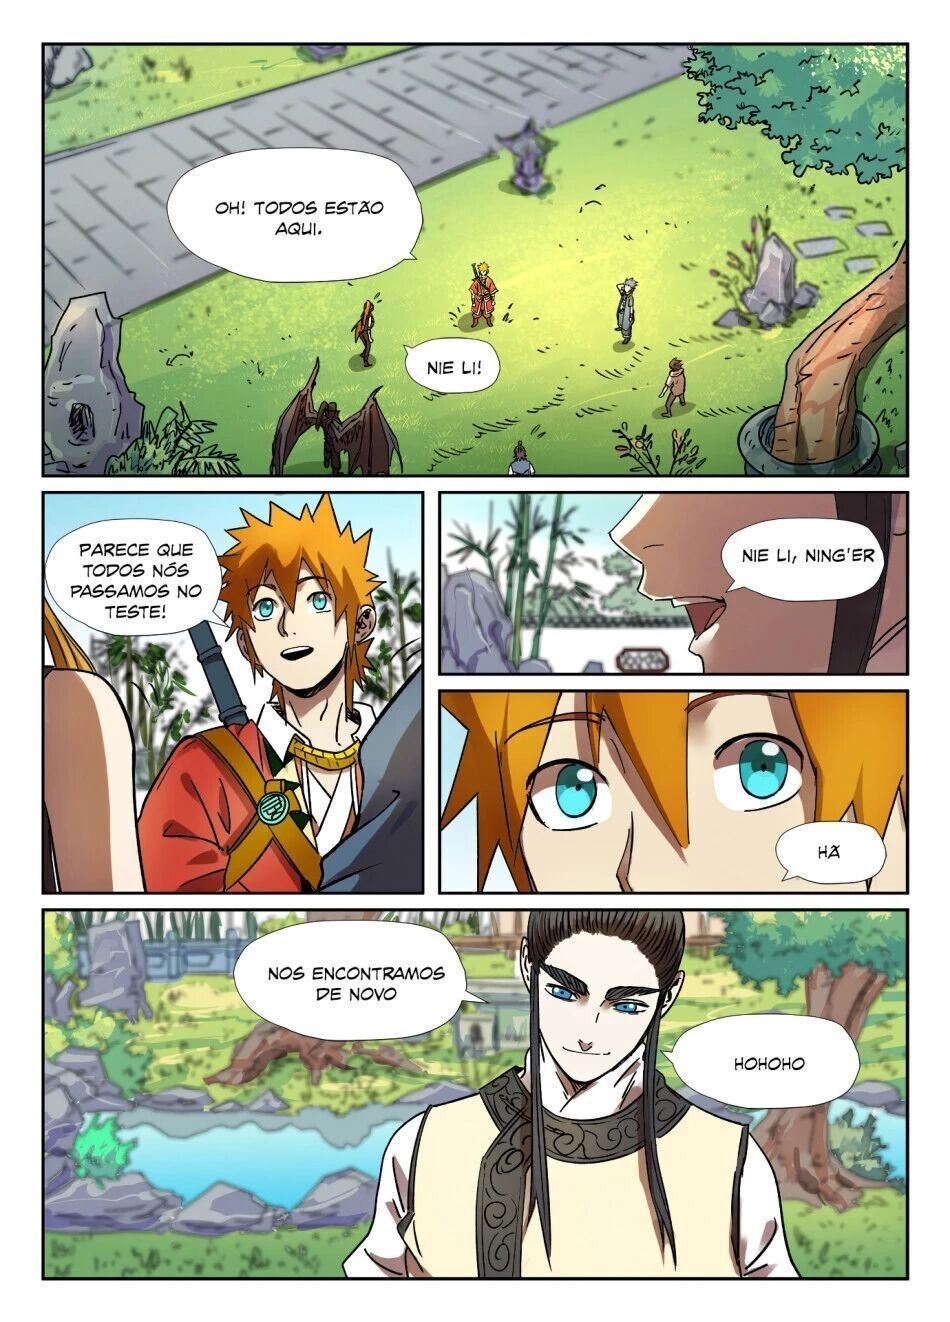 OH! TODOS ESTÃO
AQUI.
NIE LI!
PARECE QUE
TODOS NÓS
PASSAMOS NO
TESTE!
NIE LI, NING'ER
HÃ
NOS ENCONTRAMOS
DE NOVO
HOHOHO